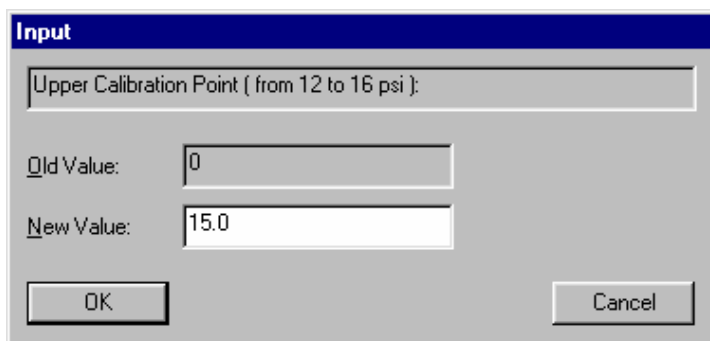 Input
Upper Calibration Point ( from 12 to 16 psi ):
Old Value: 0
New Value: 15.0
OK Cancel